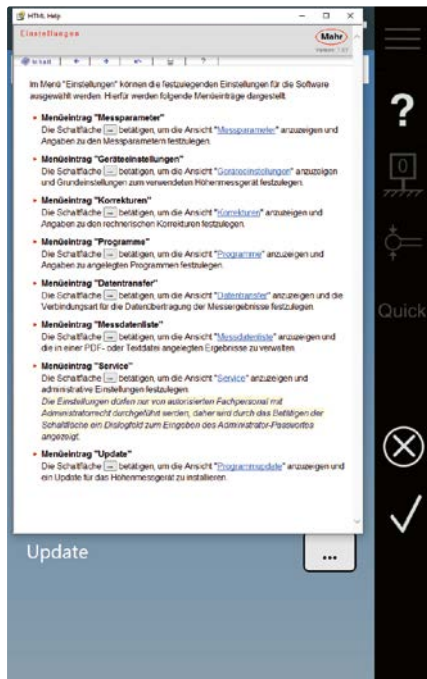 HTML Help
Einstellungen
Mahr
Inhalt
?
Im Menü "Einstellungen" können die festzulegenden Einstellungen für die Software
ausgewählt werden. Hierfür werden folgende Menüeinträge dargestellt.
Menüeintrag "Messparameter"
Die Schaltfläche ... betätigen, um die Ansicht "Messparameter" anzuzeigen und
Angaben zu den Messparametern festzulegen.
Menüeintrag "Geräteeinstellungen"
Die Schaltfläche ... betätigen, um die Ansicht "Geräteeinstellungen" anzuzeigen
und Grundeinstellungen zum verwendeten Höhenmessgerät festzulegen.
Menüeintrag "Korrekturen"
Die Schaltfläche ... betätigen, um die Ansicht "Korrekturen" anzuzeigen und
Angaben zu den rechnerischen Korrekturen festzulegen.
Menüeintrag "Programme"
Die Schaltfläche ... betätigen, um die Ansicht "Programme" anzuzeigen und
Angaben zu angelegten Programmen festzulegen.
Menüeintrag "Datentransfer"
Die Schaltfläche ... betätigen, um die Ansicht "Datentransfer" anzuzeigen und die
Verbindungsart für die Datenübertragung der Messergebnisse festzulegen.
Menüeintrag "Messdatenliste"
Die Schaltfläche ... betätigen, um die Ansicht "Messdatenliste" anzuzeigen und
die in einer PDF- oder Textdatei angelegten Ergebnisse zu verwalten.
Menüeintrag "Service"
Die Schaltfläche ... betätigen, um die Ansicht "Service" anzuzeigen und
administrative Einstellungen festzulegen.
Die Einstellungen dürfen nur von autorisierten Fachpersonal mit
Administratorrecht durchgeführt werden, daher wird durch das Betätigen der
Schaltfläche ein Dialogfeld zum Eingeben des Administrator-Passwortes
angezeigt.
Menüeintrag "Update"
Die Schaltfläche ... betätigen, um die Ansicht "Programmupdate" anzuzeigen und
ein Update für das Höhenmessgerät zu installieren.
Update
...
?
0
Quick